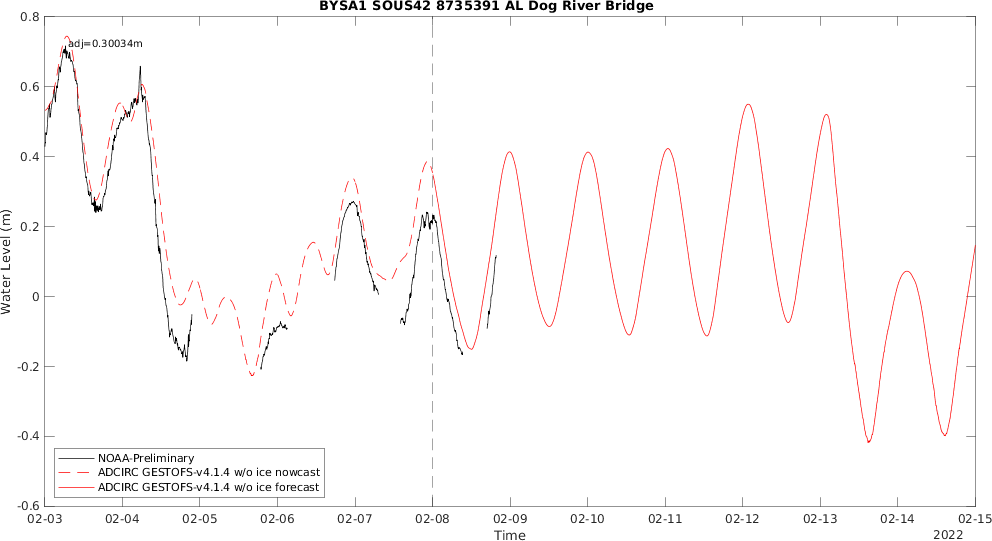 BYSA1 SOUS42 8735391 AL Dog River Bridge
adj=0.30034m
Water Level (m)
0.8
0.6
0.4
0.2
0
-0.2
-0.4
-0.6
NOAA-Preliminary
ADCIRC GESTOFS-v4.1.4 w/o ice nowcast
ADCIRC GESTOFS-v4.1.4 w/o ice forecast
02-03 02-04 02-05 02-06 02-07 02-08 02-09 02-10 02-11 02-12 02-13 02-14 02-15
Time
2022